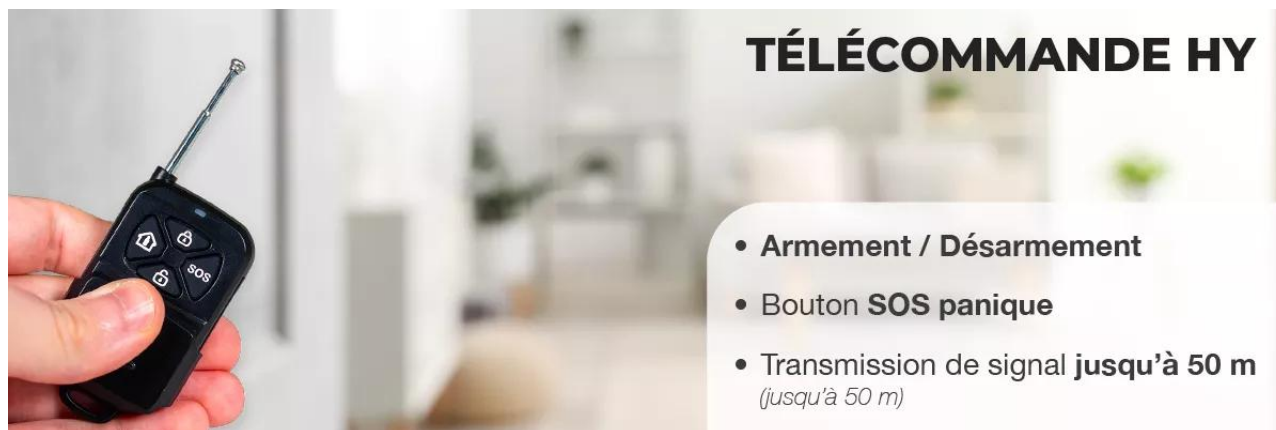 TÉLÉCOMMANDE HY
SOS
• Armement / Désarmement
• Bouton SOS panique
• Transmission de signal jusqu'à 50 m
(jusqu'à 50 m)